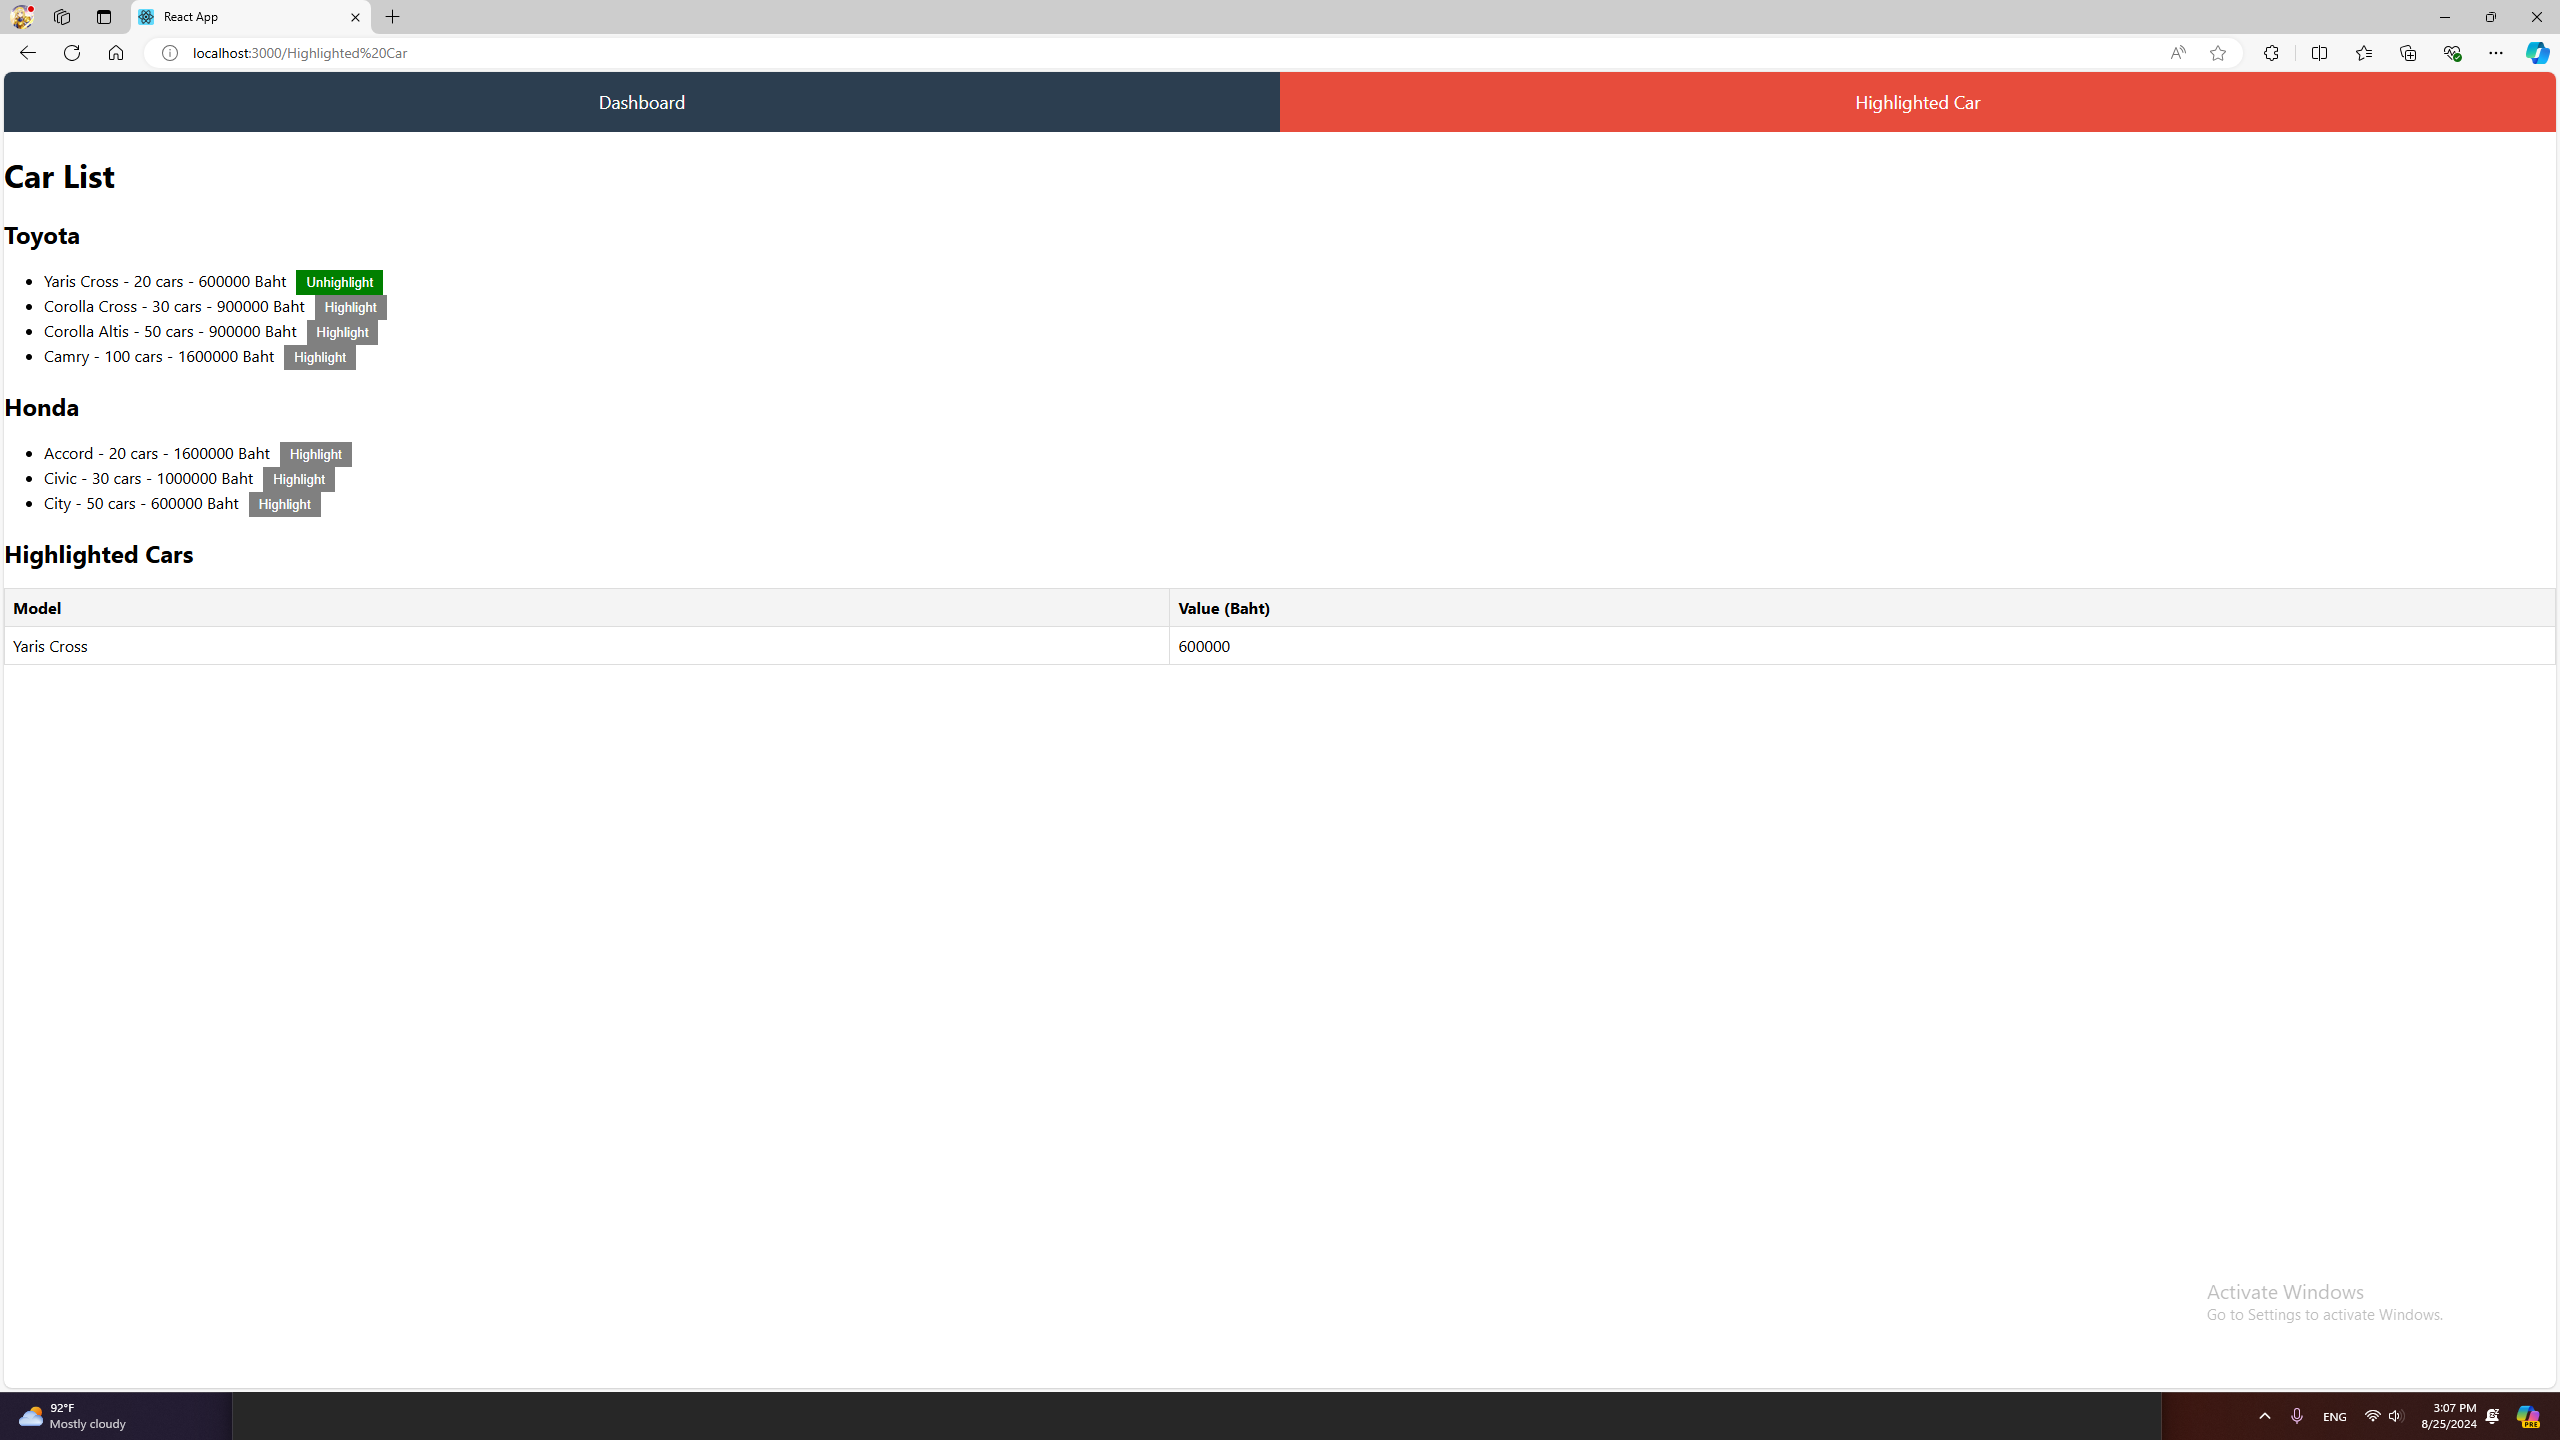 React App
localhost:3000/Highlighted%20Car
Dashboard
Highlighted Car
Car List
Toyota
Yaris Cross - 20 cars - 600000 Baht Unhighlight
Corolla Cross - 30 cars - 900000 Baht Highlight
Corolla Altis - 50 cars - 900000 Baht Highlight
Camry - 100 cars - 1600000 Baht Highlight
Honda
Accord - 20 cars - 1600000 Baht Highlight
Civic - 30 cars - 1000000 Baht Highlight
City - 50 cars - 600000 Baht Highlight
Highlighted Cars
Model Value (Baht)
Yaris Cross 600000
Activate Windows
Go to Settings to activate Windows.
92°F
Mostly cloudy
ENG
3:07 PM
8/25/2024
PRE